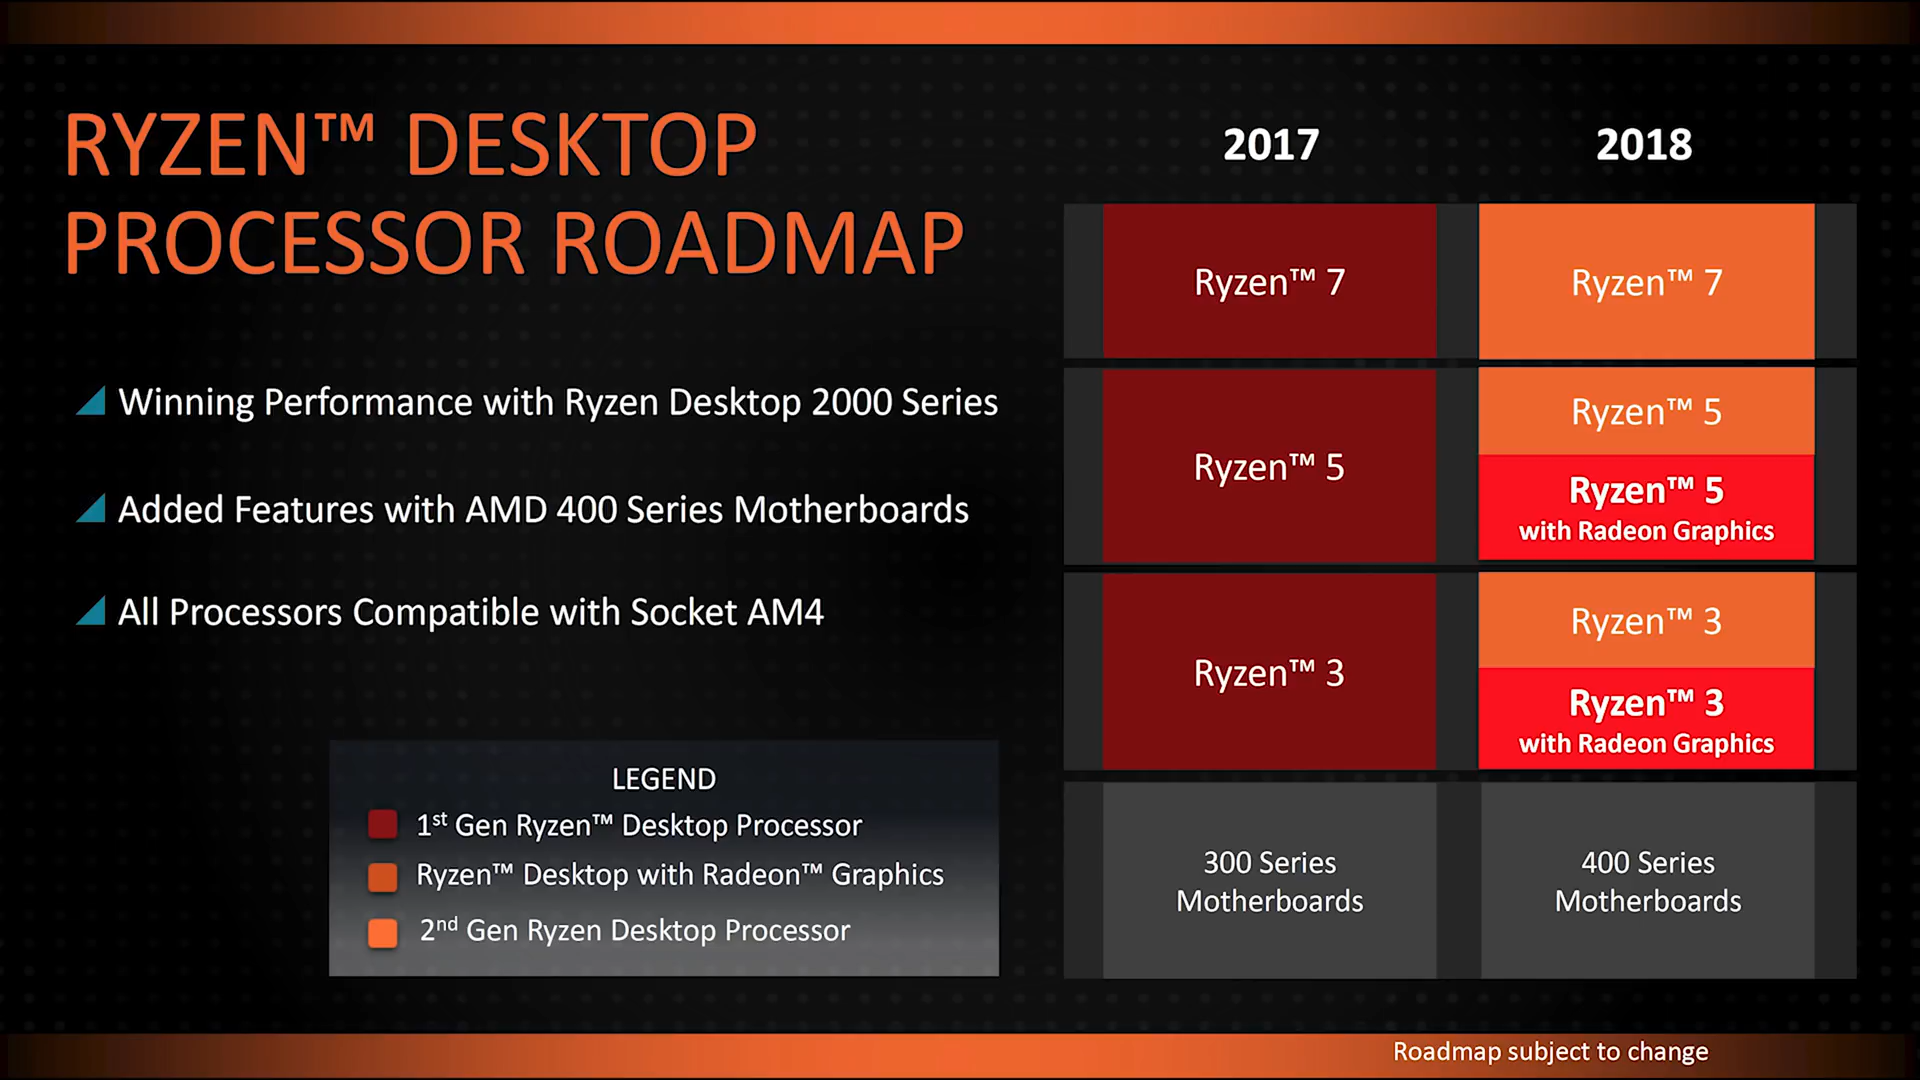 RYZEN™ DESKTOP
PROCESSOR ROADMAP
Winning Performance with Ryzen Desktop 2000 Series
Added Features with AMD 400 Series Motherboards
All Processors Compatible with Socket AM4
LEGEND
1st Gen Ryzen™ Desktop Processor
Ryzen™ Desktop with Radeon™ Graphics
2nd Gen Ryzen Desktop Processor
2017
2018
Ryzen™ 7
Ryzen™ 7
Ryzen™ 5
Ryzen™ 5
Ryzen™ 5
with Radeon Graphics
Ryzen™ 3
Ryzen™ 3
Ryzen™ 3
with Radeon Graphics
300 Series
Motherboards
400 Series
Motherboards
Roadmap subject to change